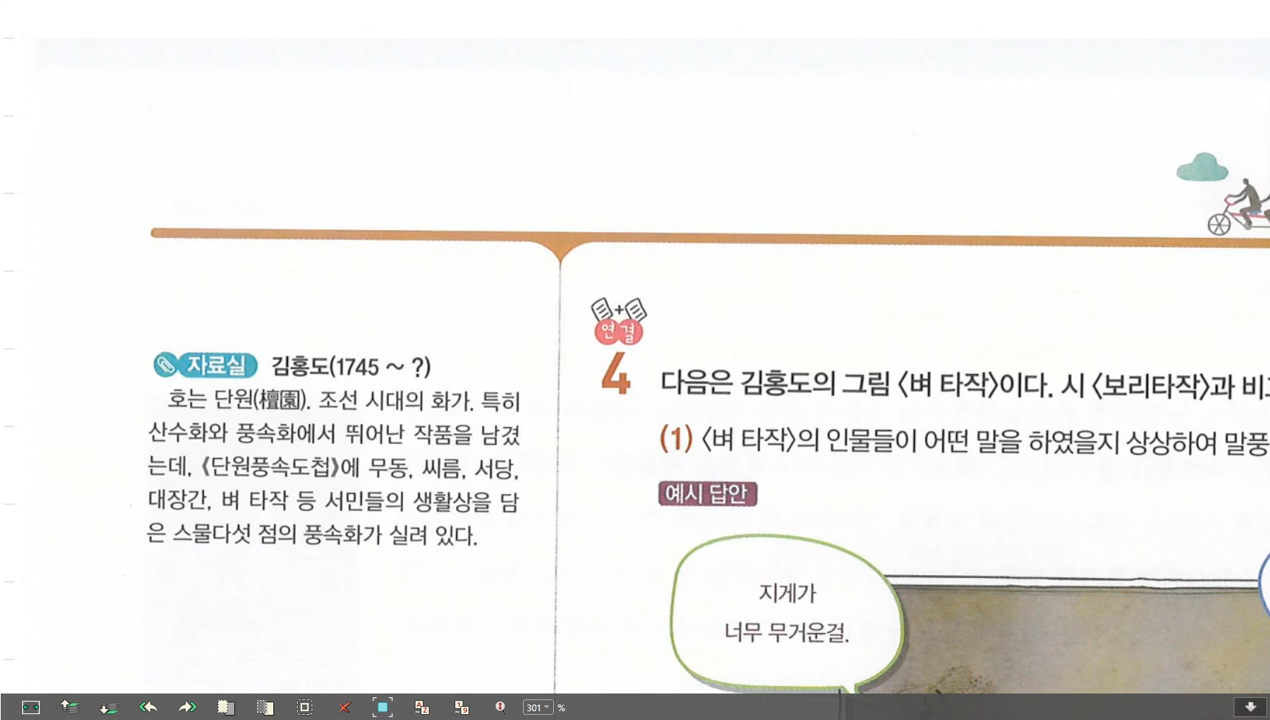 자료실 김홍도(1745 ~ ?)
호는 단원(檀園). 조선 시대의 화가. 특히
산수화와 풍속화에서 뛰어난 작품을 남겼
는데, 《단원풍속도첩》에 무동, 씨름, 서당,
대장간, 벼 타작 등 서민들의 생활상을 담
은 스물다섯 점의 풍속화가 실려 있다.
연결
4 다음은 김홍도의 그림 〈벼 타작〉이다. 시 〈보리타작〉과
(1) 〈벼 타작〉의 인물들이 어떤 말을 하였을지 상상하여 말풍
예시 답안
지게가
너무 무거운걸.
301 %